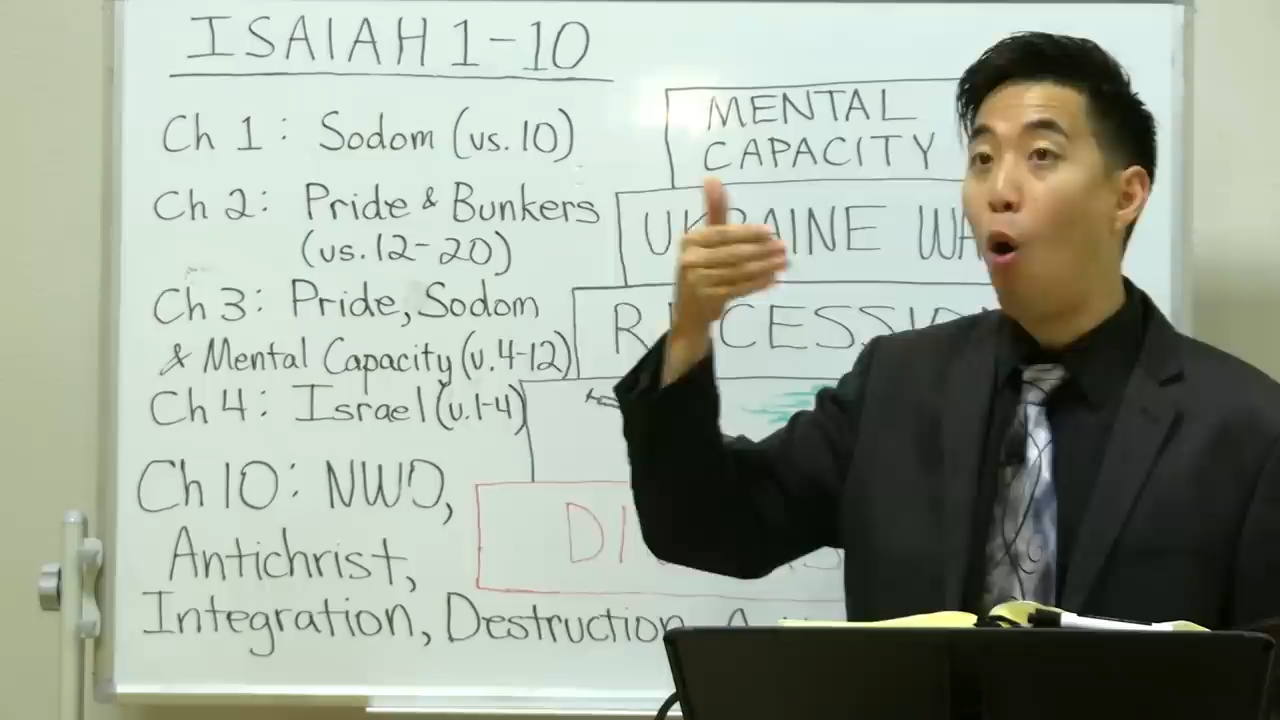 ISAIAH 1-10
Ch 1: Sodom (vs. 10)
Ch 2: Pride & Bunkers
(vs. 12-20)
Ch 3: Pride, Sodom
& Mental Capacity (v. 4-12)
Ch 4: Israel (v. 1-4)
Ch 10: NWO,
Antichrist,
Integration, Destruction
MENTAL
CAPACITY
UKRAINE